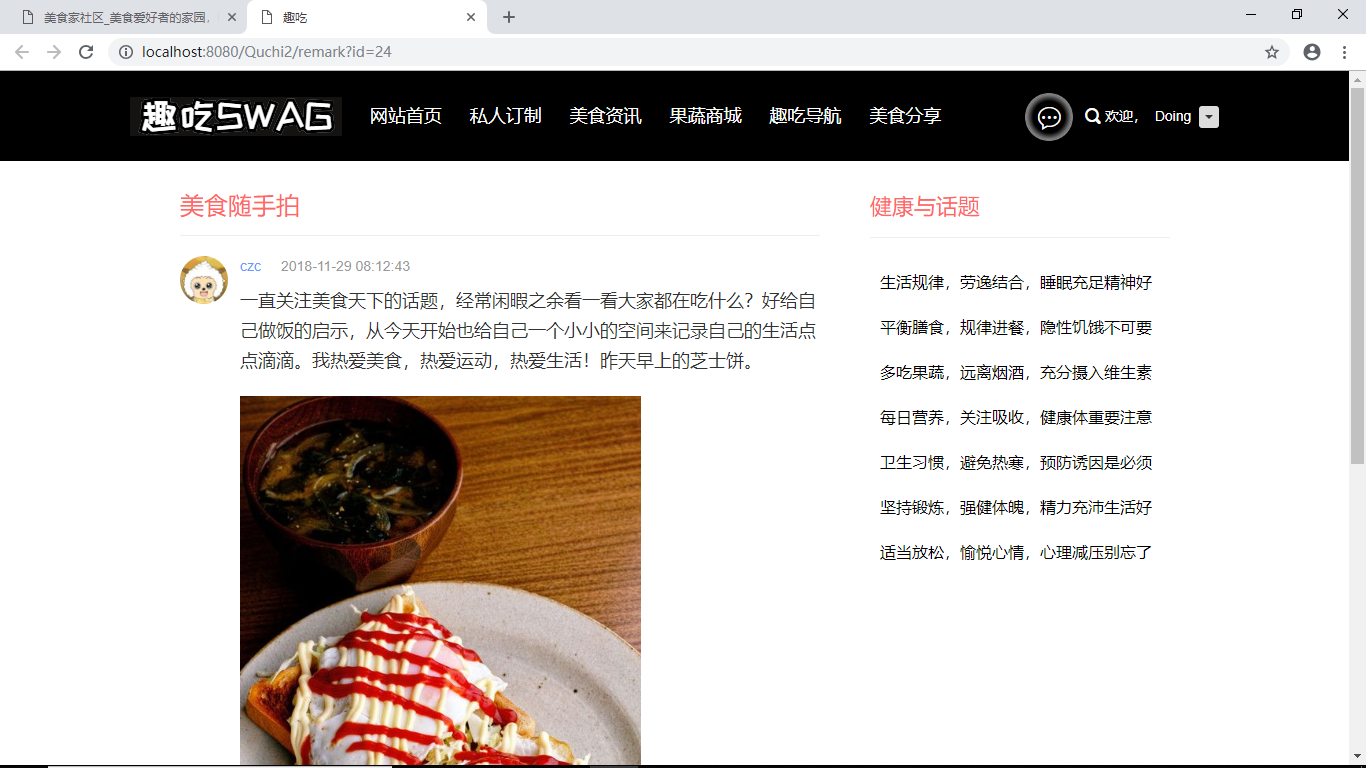 美食家社区_美食爱好者的家园，
趣吃
localhost:8080/Quchi2/remark?id=24
趣吃SWAG
网站首页 私人订制 美食资讯 果蔬商城 趣吃导航 美食分享
欢迎， Doing
美食随手拍
czc 2018-11-29 08:12:43
一直关注美食天下的话题，经常闲暇之余看一看大家都在吃什么？好给自
己做饭的启示，从今天开始也给自己一个小小的空间来记录自己的生活点
点滴滴。我热爱美食，热爱运动，热爱生活！昨天早上的芝士饼。
健康与话题
生活规律，劳逸结合，睡眠充足精神好
平衡膳食，规律进餐，隐性饥饿不可要
多吃果蔬，远离烟酒，充分摄入维生素
每日营养，关注吸收，健康体重要注意
卫生习惯，避免热寒，预防诱因是必须
坚持锻炼，强健体魄，精力充沛生活好
适当放松，愉悦心情，心理减压别忘了